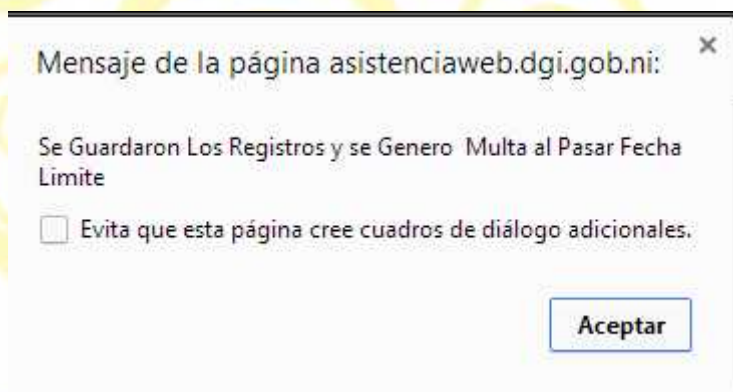 Mensaje de la página asistenciaweb.dgi.gob.ni:
Se Guardaron Los Registros y se Genero Multa al Pasar Fecha
Limite
Evita que esta página cree cuadros de diálogo adicionales.
Aceptar